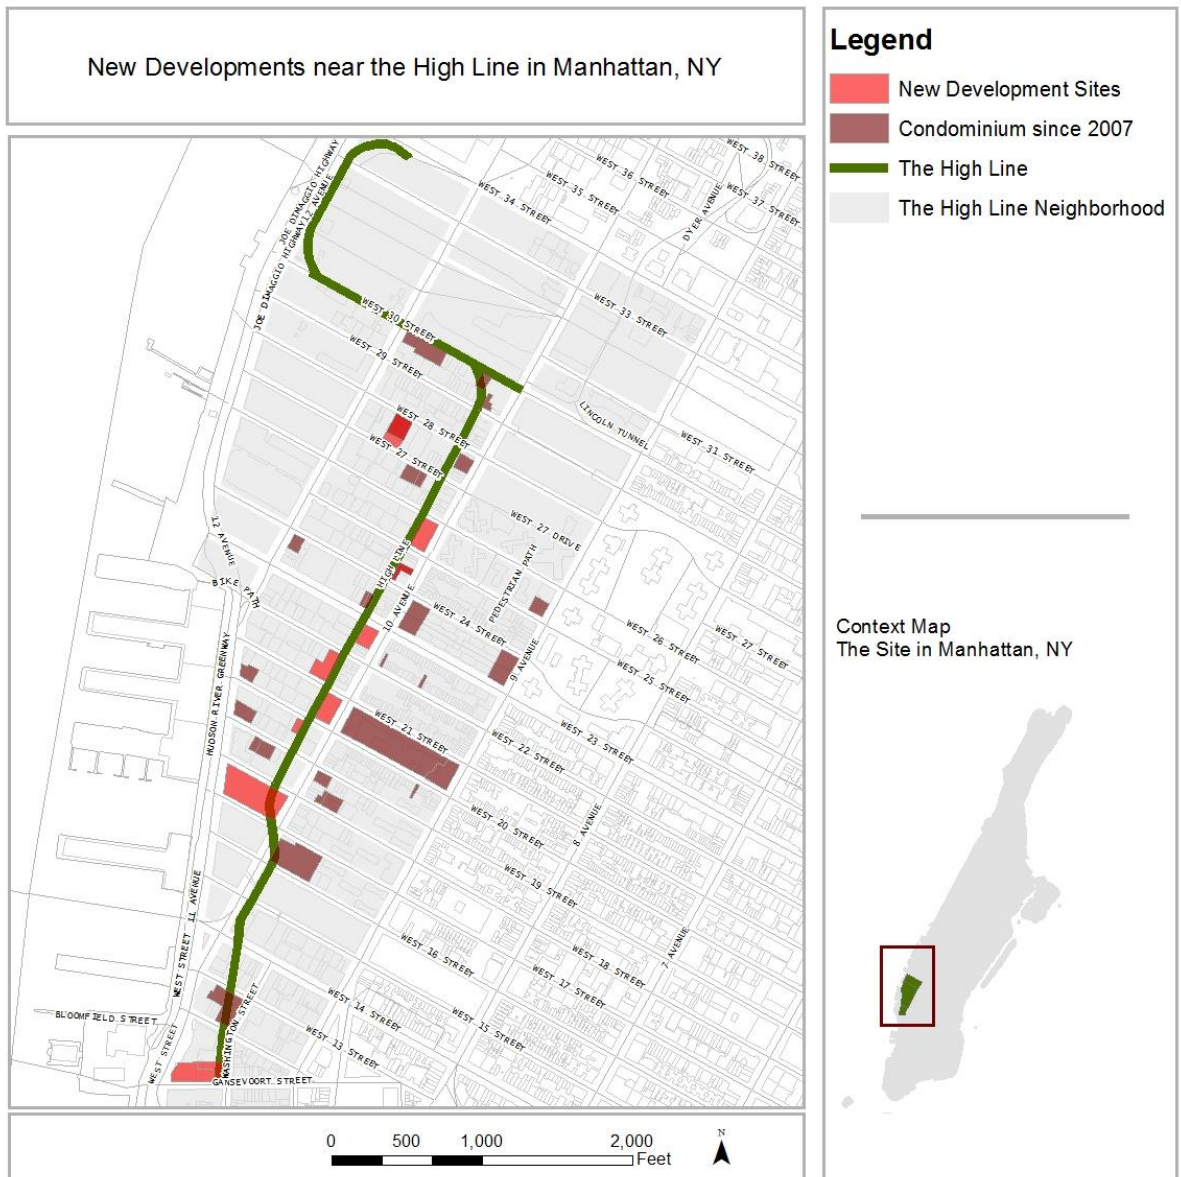 New Developments near the High Line in Manhattan, NY
Legend
New Development Sites
Condominium since 2007
The High Line
The High Line Neighborhood
JOE DIMAGGIO HIGHWAY
JOE DIMAGGIO HIGHWAY
12 AVENUE
JOE DIMAGGIO HIGHWAY
WEST 38 STREET
WEST 36 STREET
WEST 37 STREET
WEST 35 STREET
WEST 34 STREET
DYER AVENUE
WEST 33 STREET
WEST 30 STREET
WEST 29 STREET
WEST 28 STREET
WEST 27 STREET
LINCOLN TUNNEL
WEST 31 STREET
WEST 27 DRIVE
12 AVENUE
BIKE PATH
HIGH LINE
10 AVENUE
PEDESTRIAN PATH
WEST 24 STREET
9 AVENUE
WEST 26 STREET
WEST 27 STREET
WEST 25 STREET
HUDSON RIVER GREENWAY
WEST 21 STREET
WEST 23 STREET
WEST 22 STREET
WEST 20 STREET
8 AVENUE
WEST 19 STREET
11 AVENUE
WEST STREET
WEST 16 STREET
WEST 18 STREET
7 AVENUE
WEST 17 STREET
WEST 14 STREET
WEST 15 STREET
WEST 13 STREET
BLOOMFIELD STREET
WEST STREET
WASHINGTON STREET
GANSEVOORT STREET
Context Map
The Site in Manhattan, NY
0 500 1,000 2,000
Feet
N